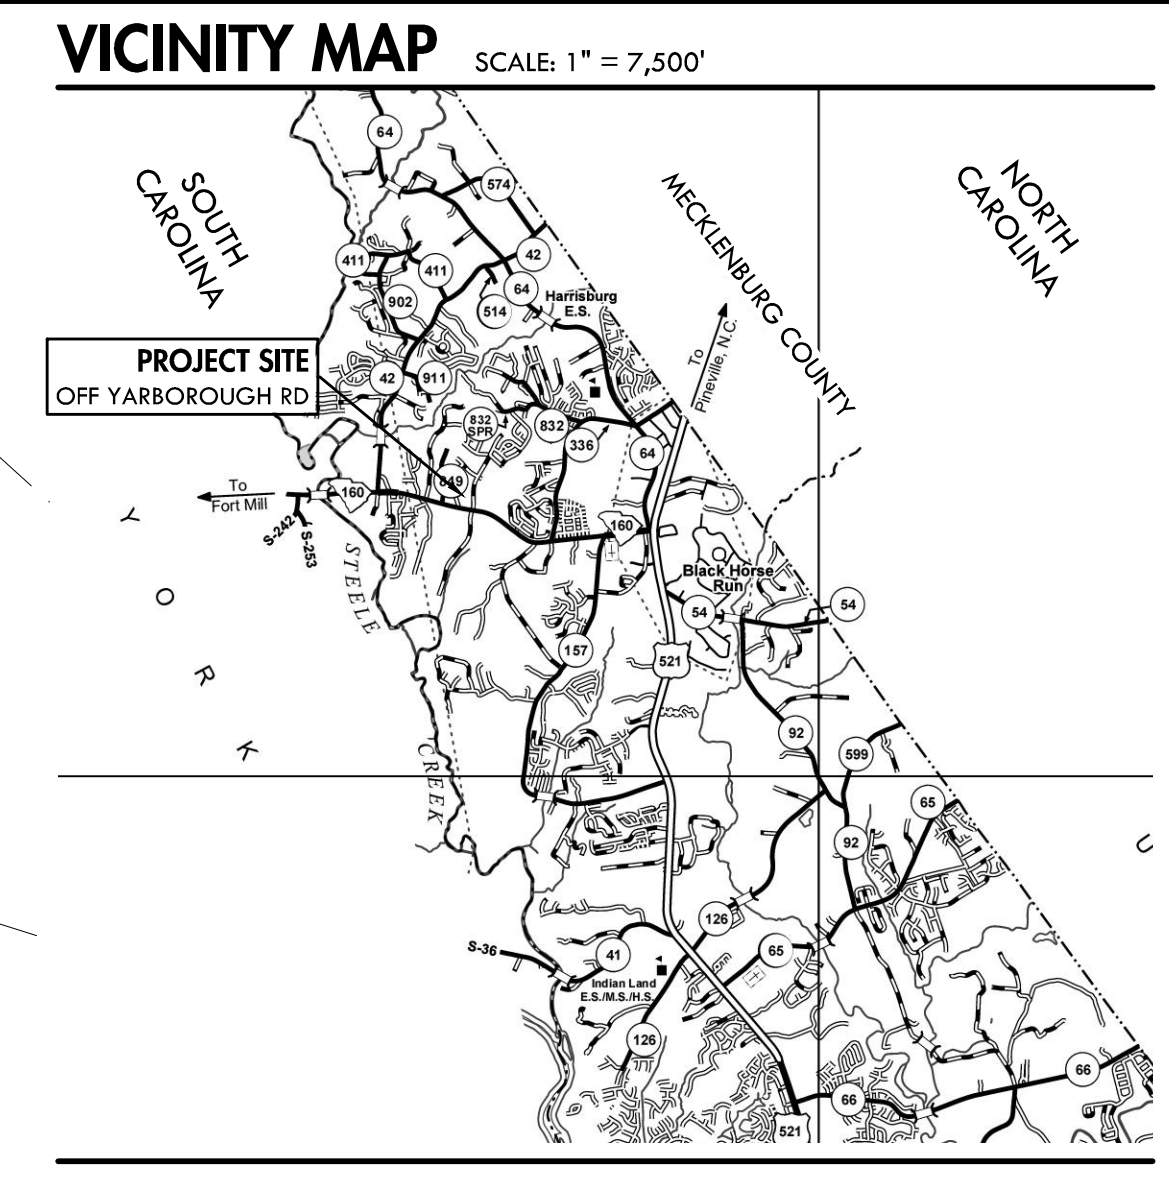 VICINITY MAP SCALE: 1" = 7,500'
64
SOUTH
CAROLINA
574
MECKLENBURG COUNTY
NORTH
CAROLINA
411
42
411
902
64
514
Harrisburg
E.S.
To
Pineville, N.C.
PROJECT SITE
OFF YARBOROUGH RD
42
911
832
SPR
832
336
64
849
To
Fort Mill
160
160
S-242
S-253
STEELE
CREEK
YORK
Black Horse
Run
54
54
157
521
92
599
65
92
126
65
S-36
41
Indian Land
E.S./M.S./H.S.
126
66
66
521
U